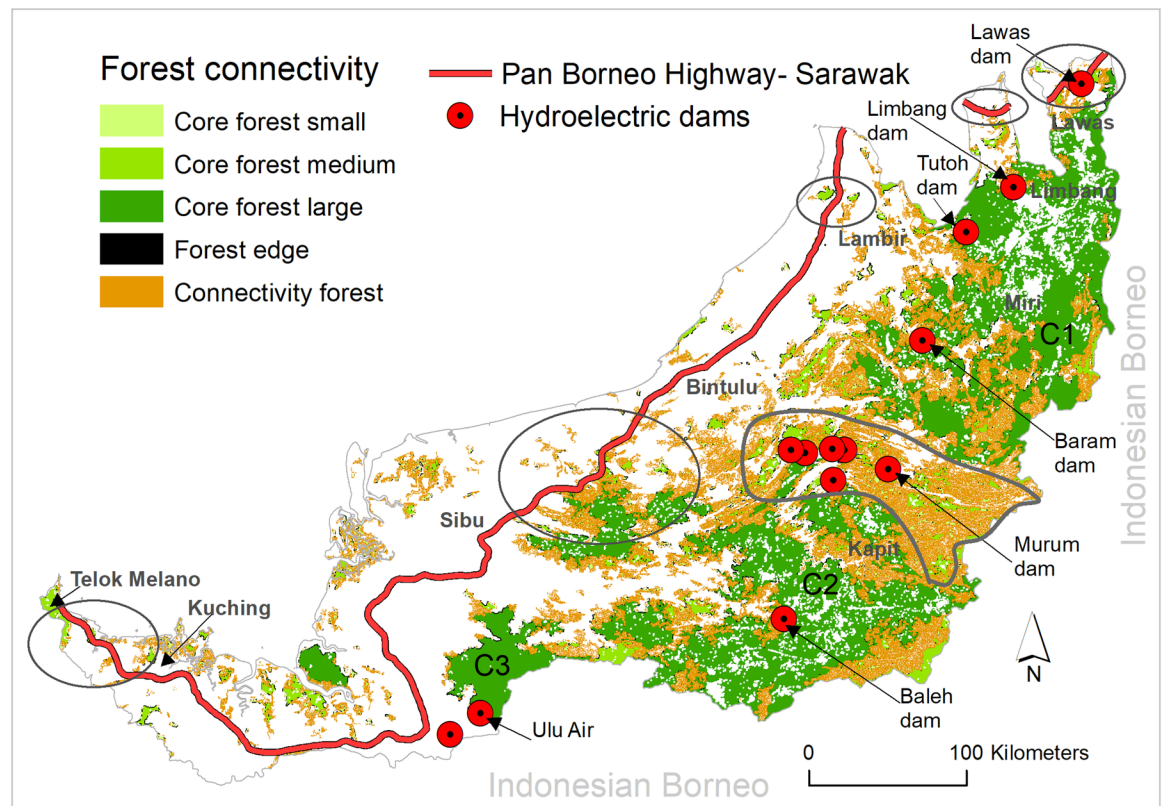 Forest connectivity
Core forest small
Core forest medium
Core forest large
Forest edge
Connectivity forest
Pan Borneo Highway- Sarawak
Hydroelectric dams
Lawas
dam
Limbang
dam
Lawas
Tutoh
dam
Limbang
Lambir
Miri
C1
Indonesian Borneo
Bintulu
Baram
dam
Sibu
Kapit
Murum
dam
C2
Telok Melano
Kuching
C3
Baleh
dam
Ulu Air
N
0
100 Kilometers
Indonesian Borneo